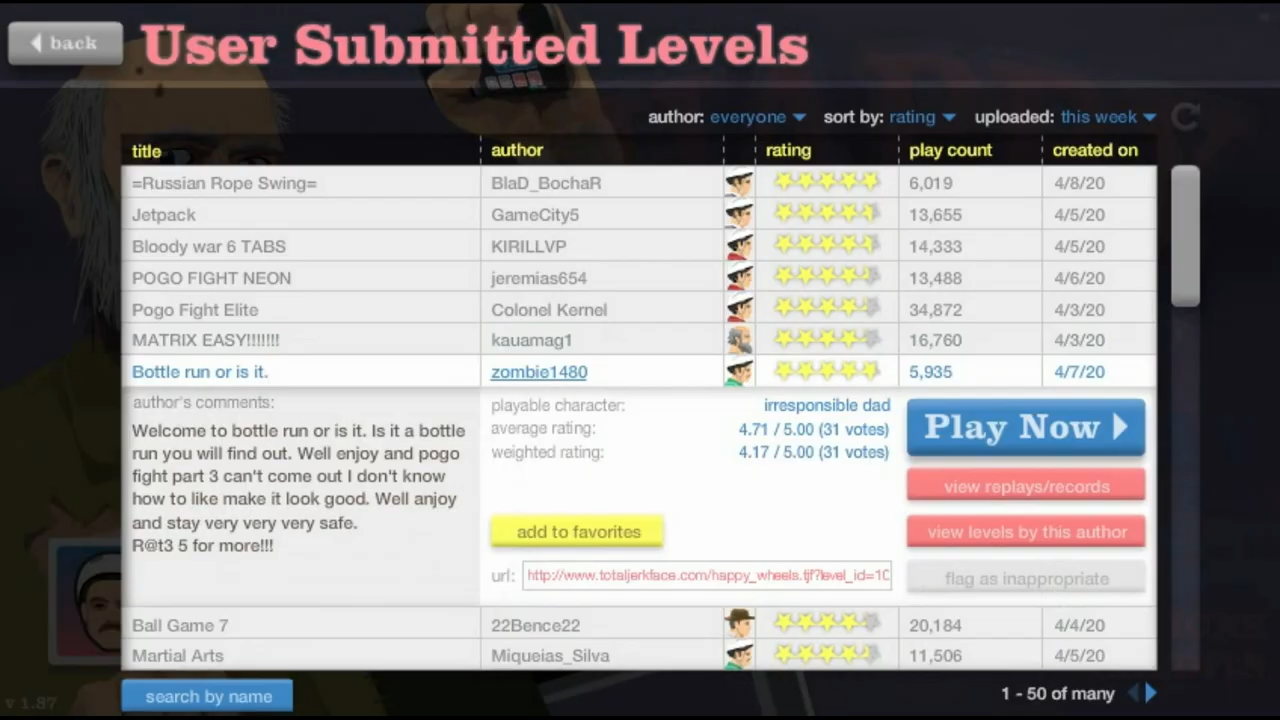 back
User Submitted Levels
author: everyone sort by: rating uploaded: this week
title author rating play count created on
=Russian Rope Swing= BlaD_BochaR 6,019 4/8/20
Jetpack GameCity5 13,655 4/5/20
Bloody war 6 TABS KIRILLVP 14,333 4/5/20
POGO FIGHT NEON jeremias654 13,488 4/6/20
Pogo Fight Elite Colonel Kernel 34,872 4/3/20
MATRIX EASY!!!!!!! kauamag1 16,760 4/3/20
Bottle run or is it. zombie1480 5,935 4/7/20
author's comments:
Welcome to bottle run or is it. Is it a bottle
run you will find out. Well enjoy and pogo
fight part 3 can't come out I don't know
how to like make it look good. Well anjoy
and stay very very very safe.
R@t3 5 for more!!!
playable character: irresponsible dad
average rating: 4.71 / 5.00 (31 votes)
weighted rating: 4.17 / 5.00 (31 votes)
add to favorites
url: http://www.totaljerkface.com/happy_wheels.tjf?level_id=10
Play Now
view replays/records
view levels by this author
flag as inappropriate
Ball Game 7 22Bence22 20,184 4/4/20
Martial Arts Miqueias_Silva 11,506 4/5/20
v 1.87
search by name
1 - 50 of many